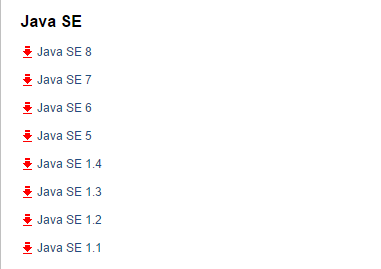 Java SE
Java SE 8
Java SE 7
Java SE 6
Java SE 5
Java SE 1.4
Java SE 1.3
Java SE 1.2
Java SE 1.1